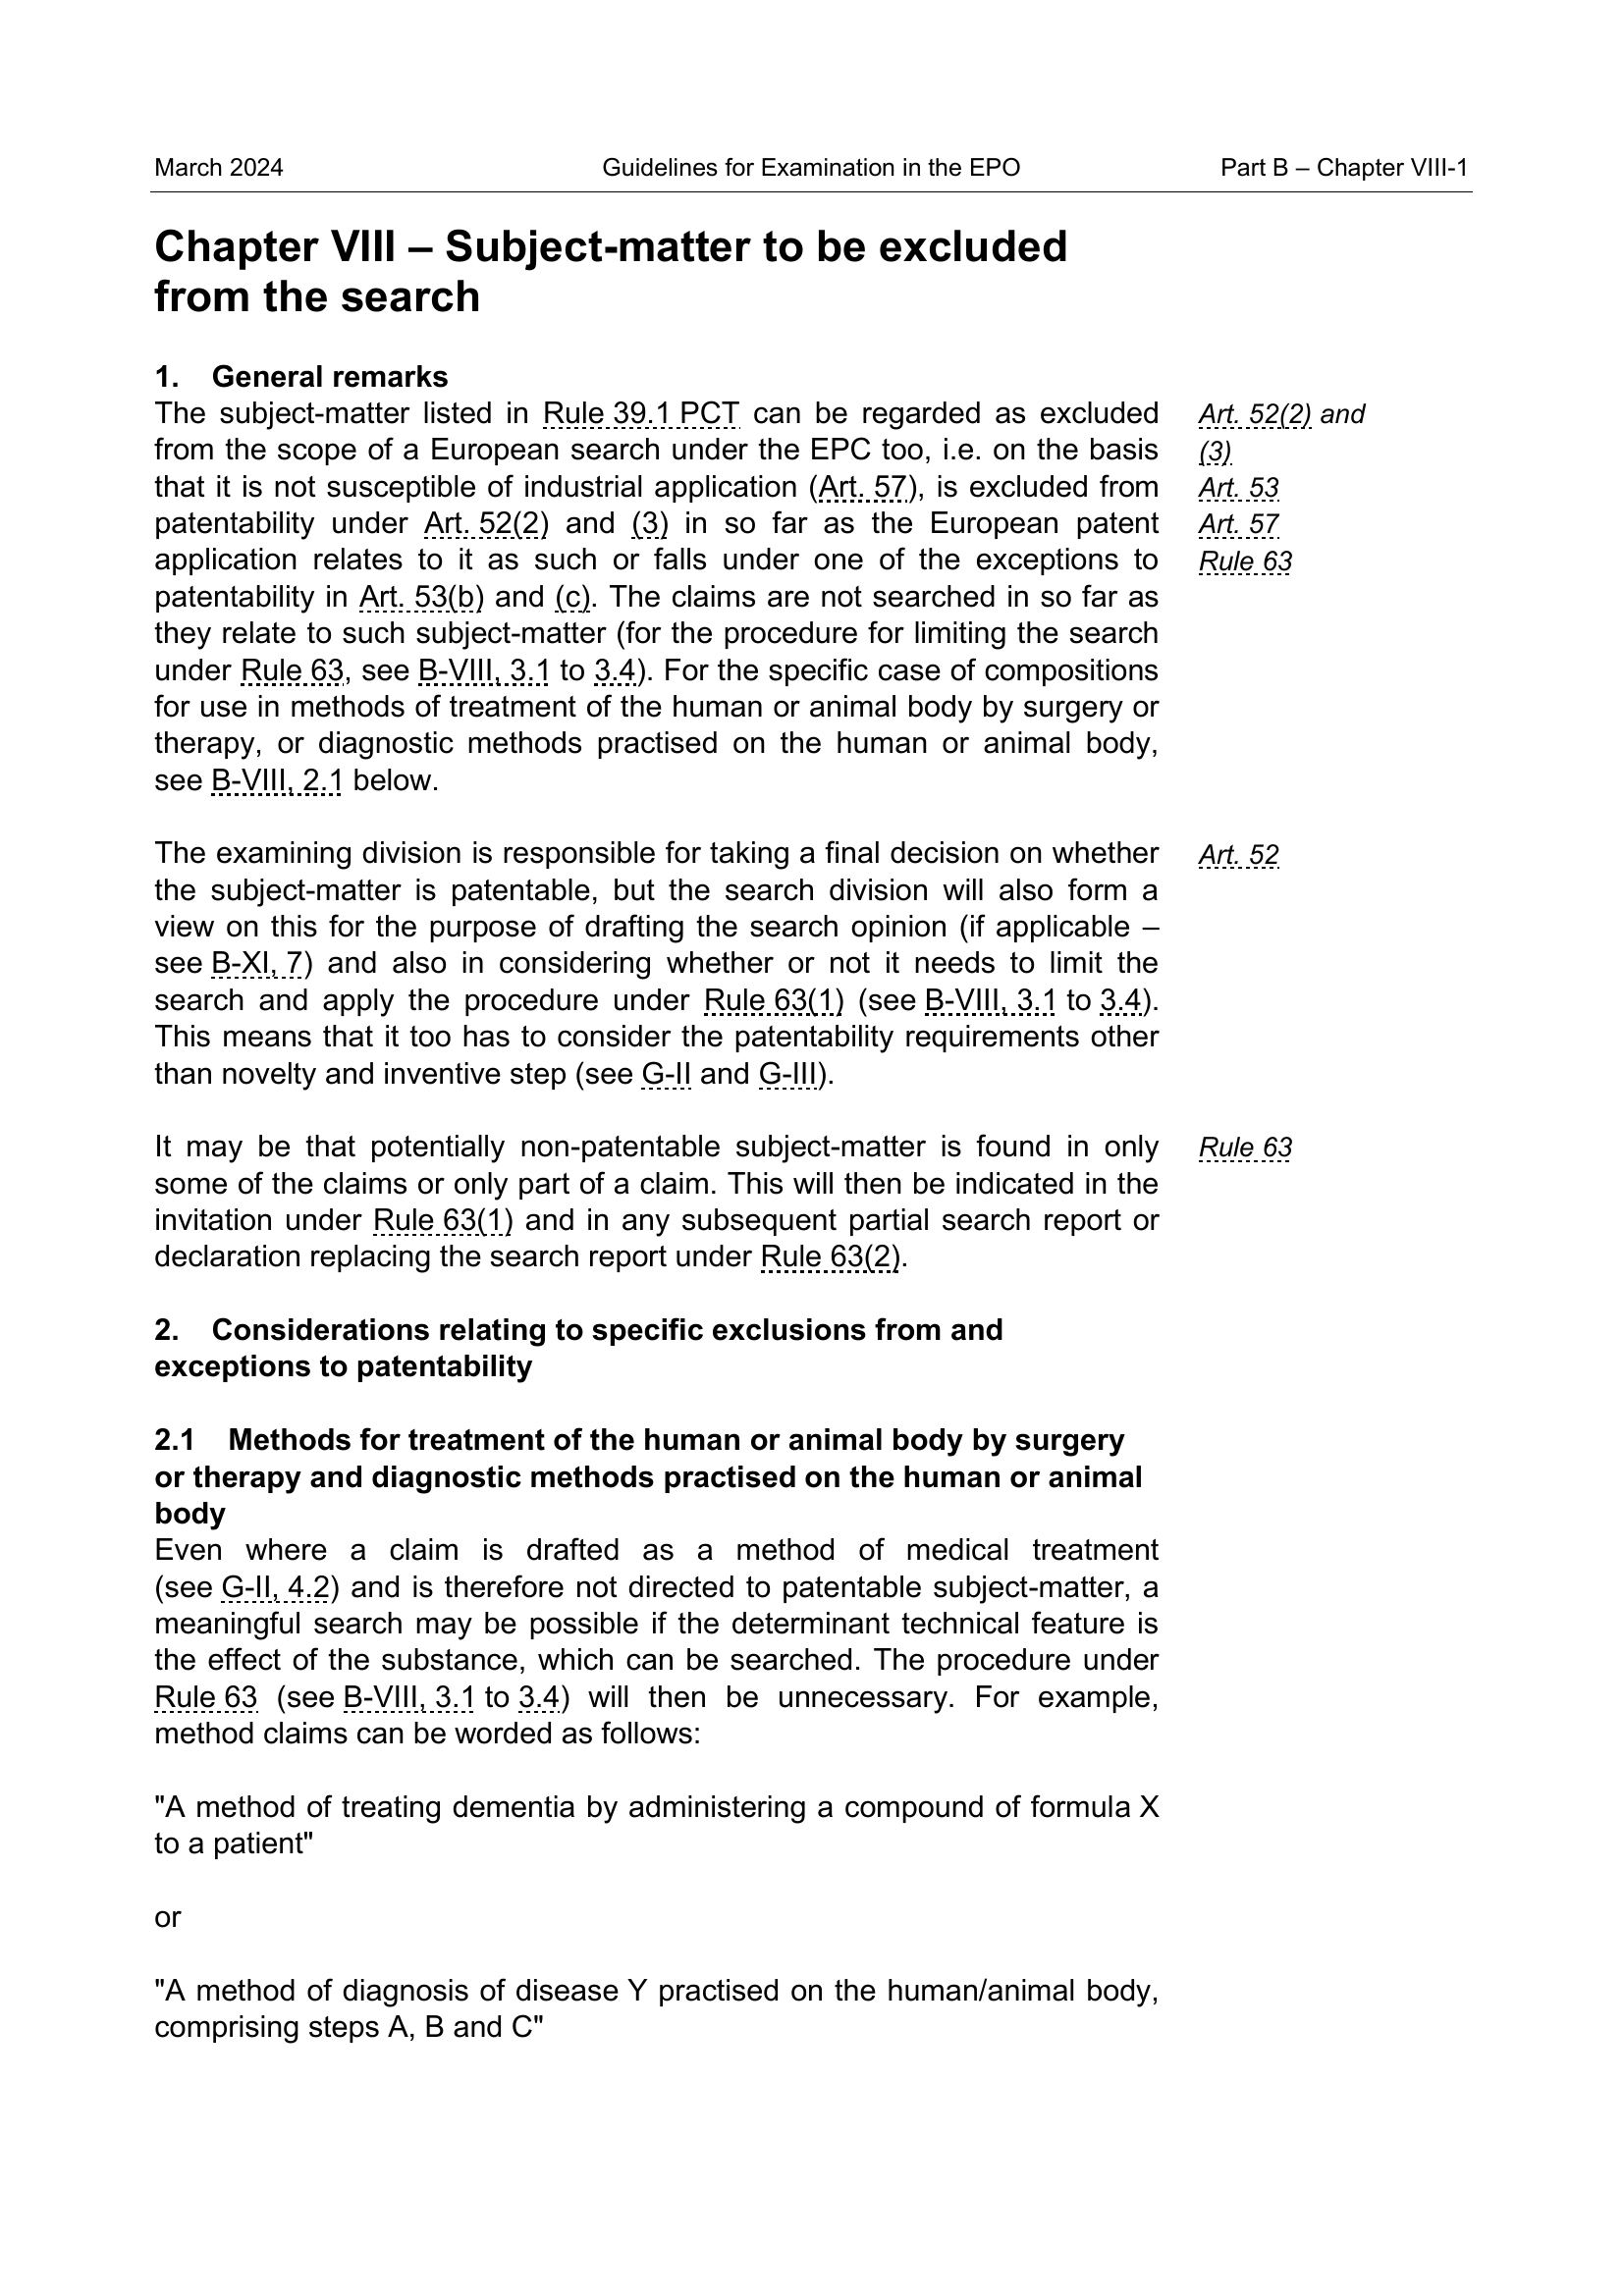 March 2024 Guidelines for Examination in the EPO Part B – Chapter VIII-1
Chapter VIII – Subject-matter to be excluded
from the search
1. General remarks
The subject-matter listed in Rule 39.1 PCT can be regarded as excluded
from the scope of a European search under the EPC too, i.e. on the basis
that it is not susceptible of industrial application (Art. 57), is excluded from
patentability under Art. 52(2) and (3) in so far as the European patent
application relates to it as such or falls under one of the exceptions to
patentability in Art. 53(b) and (c). The claims are not searched in so far as
they relate to such subject-matter (for the procedure for limiting the search
under Rule 63, see B-VIII, 3.1 to 3.4). For the specific case of compositions
for use in methods of treatment of the human or animal body by surgery or
therapy, or diagnostic methods practised on the human or animal body,
see B-VIII, 2.1 below.
Art. 52(2) and
(3)
Art. 53
Art. 57
Rule 63
The examining division is responsible for taking a final decision on whether
the subject-matter is patentable, but the search division will also form a
view on this for the purpose of drafting the search opinion (if applicable –
see B-XI, 7) and also in considering whether or not it needs to limit the
search and apply the procedure under Rule 63(1) (see B-VIII, 3.1 to 3.4).
This means that it too has to consider the patentability requirements other
than novelty and inventive step (see G-II and G-III).
Art. 52
It may be that potentially non-patentable subject-matter is found in only
some of the claims or only part of a claim. This will then be indicated in the
invitation under Rule 63(1) and in any subsequent partial search report or
declaration replacing the search report under Rule 63(2).
Rule 63
2. Considerations relating to specific exclusions from and
exceptions to patentability
2.1 Methods for treatment of the human or animal body by surgery
or therapy and diagnostic methods practised on the human or animal
body
Even where a claim is drafted as a method of medical treatment
(see G-II, 4.2) and is therefore not directed to patentable subject-matter, a
meaningful search may be possible if the determinant technical feature is
the effect of the substance, which can be searched. The procedure under
Rule 63 (see B-VIII, 3.1 to 3.4) will then be unnecessary. For example,
method claims can be worded as follows:
"A method of treating dementia by administering a compound of formula X
to a patient"
or
"A method of diagnosis of disease Y practised on the human/animal body,
comprising steps A, B and C"